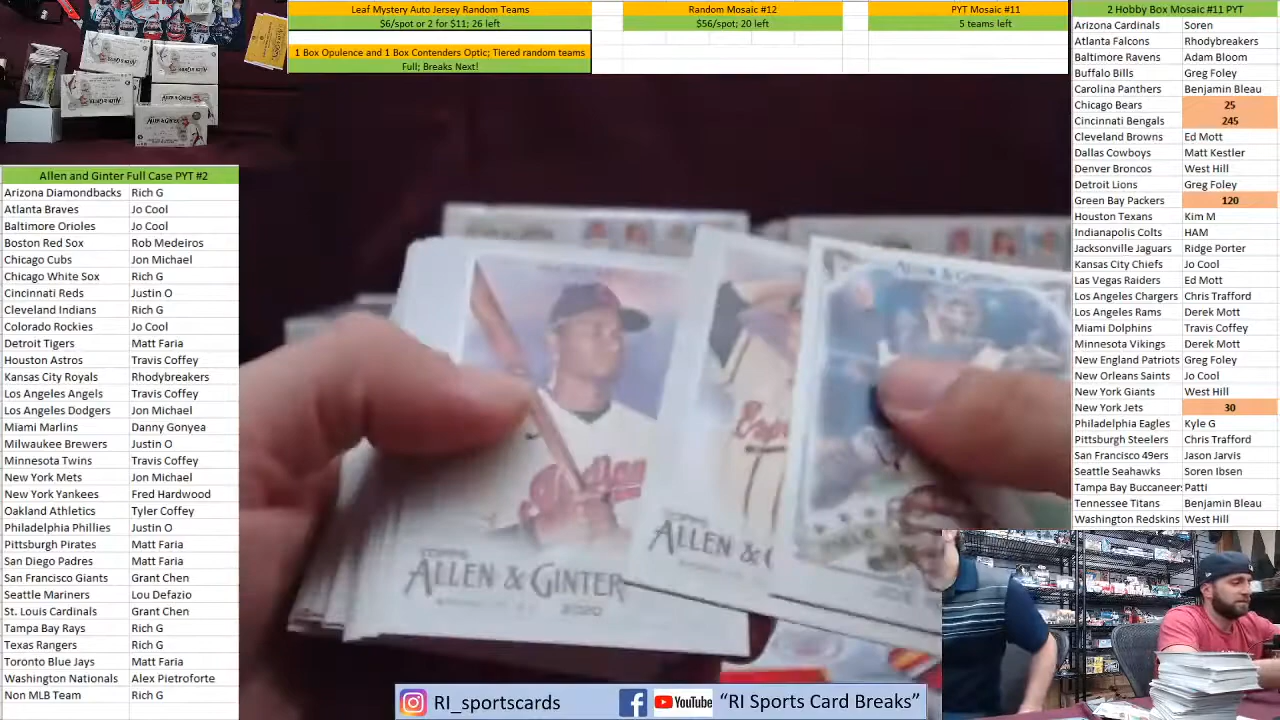 Leaf Mystery Auto Jersey Random Teams
$6/spot or 2 for $11; 26 left
1 Box Opulence and 1 Box Contenders Optic; Tiered random teams
Full; Breaks Next!
Random Mosaic #12
$56/spot; 20 left
PYT Mosaic #11
5 teams left
2 Hobby Box Mosaic #11 PYT
Arizona Cardinals Soren
Atlanta Falcons Rhodybreakers
Baltimore Ravens Adam Bloom
Buffalo Bills Greg Foley
Carolina Panthers Benjamin Bleau
Chicago Bears 25
Cincinnati Bengals 245
Cleveland Browns Ed Mott
Dallas Cowboys Matt Kestler
Denver Broncos West Hill
Detroit Lions Greg Foley
Green Bay Packers 120
Houston Texans Kim M
Indianapolis Colts HAM
Jacksonville Jaguars Ridge Porter
Kansas City Chiefs Jo Cool
Las Vegas Raiders Ed Mott
Los Angeles Chargers Chris Trafford
Los Angeles Rams Derek Mott
Miami Dolphins Travis Coffey
Minnesota Vikings Derek Mott
New England Patriots Greg Foley
New Orleans Saints Jo Cool
New York Giants West Hill
New York Jets 30
Philadelphia Eagles Kyle G
Pittsburgh Steelers Chris Trafford
San Francisco 49ers Jason Jarvis
Seattle Seahawks Soren Ibsen
Tampa Bay Buccaneer Patti
Tennessee Titans Benjamin Bleau
Washington Redskins West Hill
Allen and Ginter Full Case PYT #2
Arizona Diamondbacks Rich G
Atlanta Braves Jo Cool
Baltimore Orioles Jo Cool
Boston Red Sox Rob Medeiros
Chicago Cubs Jon Michael
Chicago White Sox Rich G
Cincinnati Reds Justin O
Cleveland Indians Rich G
Colorado Rockies Jo Cool
Detroit Tigers Matt Faria
Houston Astros Travis Coffey
Kansas City Royals Rhodybreakers
Los Angeles Angels Travis Coffey
Los Angeles Dodgers Jon Michael
Miami Marlins Danny Gonyea
Milwaukee Brewers Justin O
Minnesota Twins Travis Coffey
New York Mets Jon Michael
New York Yankees Fred Hardwood
Oakland Athletics Tyler Coffey
Philadelphia Phillies Justin O
Pittsburgh Pirates Matt Faria
San Diego Padres Matt Faria
San Francisco Giants Grant Chen
Seattle Mariners Lou Defazio
St. Louis Cardinals Grant Chen
Tampa Bay Rays Rich G
Texas Rangers Rich G
Toronto Blue Jays Matt Faria
Washington Nationals Alex Pietroforte
Non MLB Team Rich G
ALLEN & GINTER
2020
ALLEN &
RI_sportscards
YouTube
"RI Sports Card Breaks"